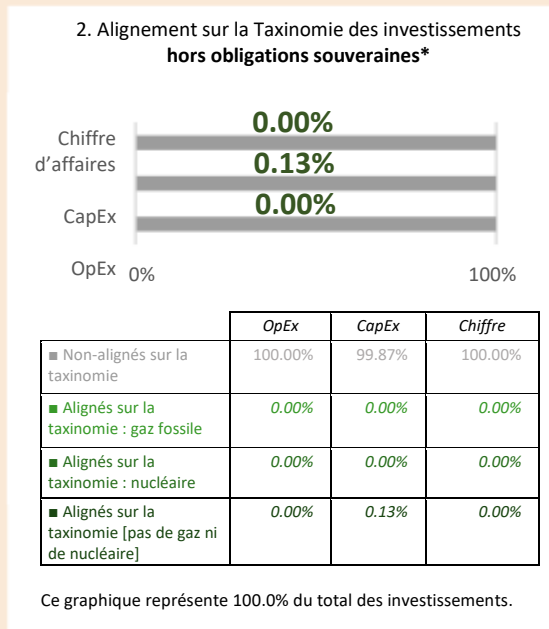 2. Alignement sur la Taxinomie des investissements
hors obligations souveraines*
0.00%
Chiffre
d’affaires
0.13%
0.00%
CapEx
OpEx
0%
100%
OpEx
CapEx
Chiffre
■ Non-alignés sur la
taxinomie
100.00%
99.87%
100.00%
■ Alignés sur la
taxinomie : gaz fossile
0.00%
0.00%
0.00%
■ Alignés sur la
taxinomie : nucléaire
0.00%
0.00%
0.00%
■ Alignés sur la
taxinomie [pas de gaz ni
de nucléaire]
0.00%
0.13%
0.00%
Ce graphique représente 100.0% du total des investissements.